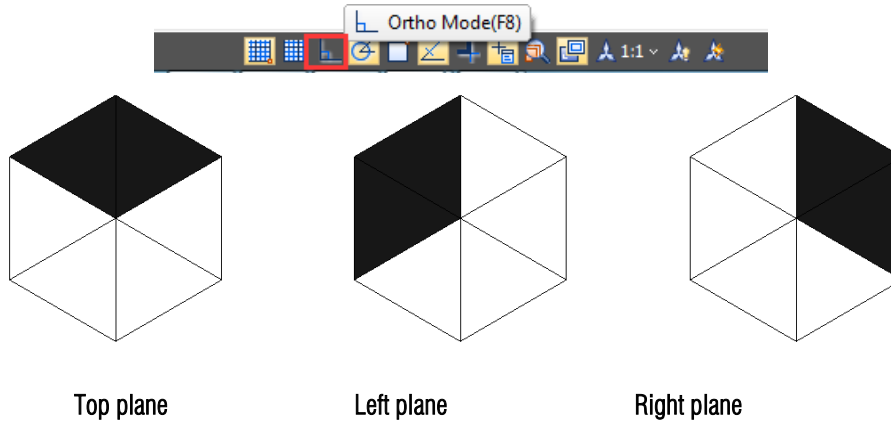 Ortho Mode(F8)
1:1
Top plane
Left plane
Right plane